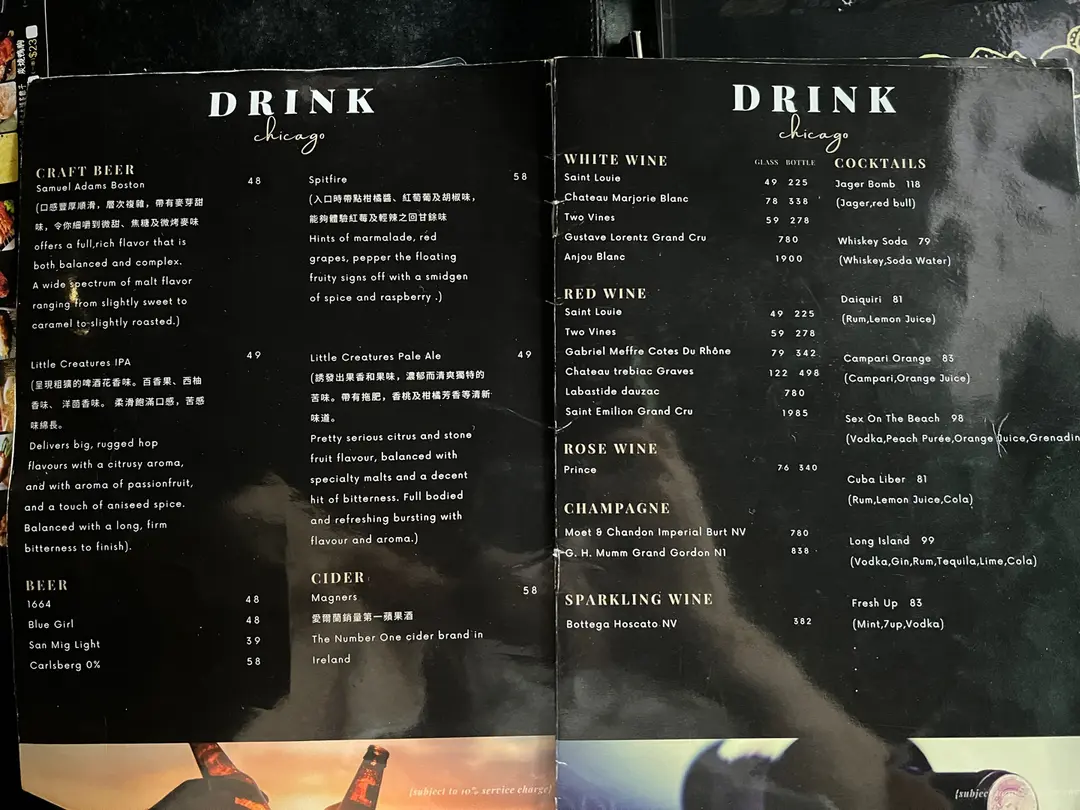 DRINK
chicago
CRAFT BEER
Samuel Adams Boston 48
(口感豐厚順滑,層次複雜,帶有麥芽甜
味,令你細嚼到微甜、焦糖及微烤麥味
offers a full,rich flavor that is
both balanced and complex.
A wide spectrum of malt flavor
ranging from slightly sweet to
caramel to slightly roasted.)
Little Creatures IPA 49
(呈現粗獷的啤酒花香味。百香果、西柚
香味、 洋茴香味。 柔滑飽滿口感,苦感
味綿長。
Delivers big, rugged hop
flavours with a citrusy aroma,
and with aroma of passionfruit,
and a touch of aniseed spice.
Balanced with a long, firm
bitterness to finish).
BEER
1664 48
Blue Girl 48
San Mig Light 39
Carlsberg 0% 58
Spitfire 58
(入口時帶點柑橘醬、紅萄葡及胡椒味,
能夠體驗紅莓及輕辣之回甘餘味
Hints of marmalade, red
grapes, pepper the floating
fruity signs off with a smidgen
of spice and raspberry .)
Little Creatures Pale Ale 49
(誘發出果香和果味,濃郁而清爽獨特的
苦味。帶有拖肥,香桃及柑橘芳香等清新
味道。
Pretty serious citrus and stone
fruit flavour, balanced with
specialty malts and a decent
hit of bitterness. Full bodied
and refreshing bursting with
flavour and aroma.)
CIDER
Magners 58
愛爾蘭銷量第一蘋果酒
The Number One cider brand in
Ireland
{subject to 10% service charge}
DRINK
chicago
WHITE WINE GLASS BOTTLE
Saint Louie 49 225
Chateau Marjorie Blanc 78 338
Two Vines 59 278
Gustave Lorentz Grand Cru 780
Anjou Blanc 1900
RED WINE
Saint Louie 49 225
Two Vines 59 278
Gabriel Meffre Cotes Du Rhône 79 342
Chateau trebiac Graves 122 498
Labastide dauzac 780
Saint Emilion Grand Cru 1985
ROSE WINE
Prince 76 340
CHAMPAGNE
Moet & Chandon Imperial Burt NV 780
G. H. Mumm Grand Gordon N1 838
SPARKLING WINE
Bottega Hoscato NV 382
COCKTAILS
Jager Bomb 118
(Jager,red bull)
Whiskey Soda 79
(Whiskey,Soda Water)
Daiquiri 81
(Rum,Lemon Juice)
Campari Orange 83
(Campari,Orange Juice)
Sex On The Beach 98
(Vodka,Peach Purée,Orange Juice,Grenadin
Cuba Liber 81
(Rum,Lemon Juice,Cola)
Long Island 99
(Vodka,Gin,Rum,Tequila,Lime,Cola)
Fresh Up 83
(Mint,7up,Vodka)
$23